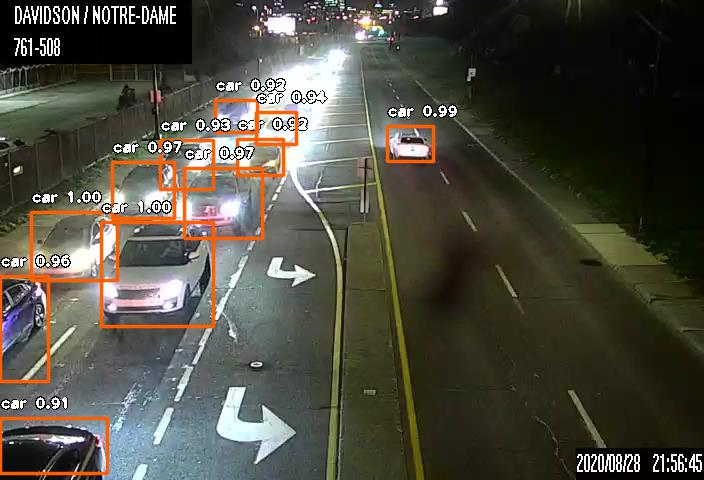 DAVIDSON / NOTRE-DAME
761-508
car 0.92
car 0.94
car 0.99
car 0.93
car 0.92
car 0.97
car 0.97
car 1.00
car 1.00
car 0.96
car 0.91
2020/08/28 21:56:45